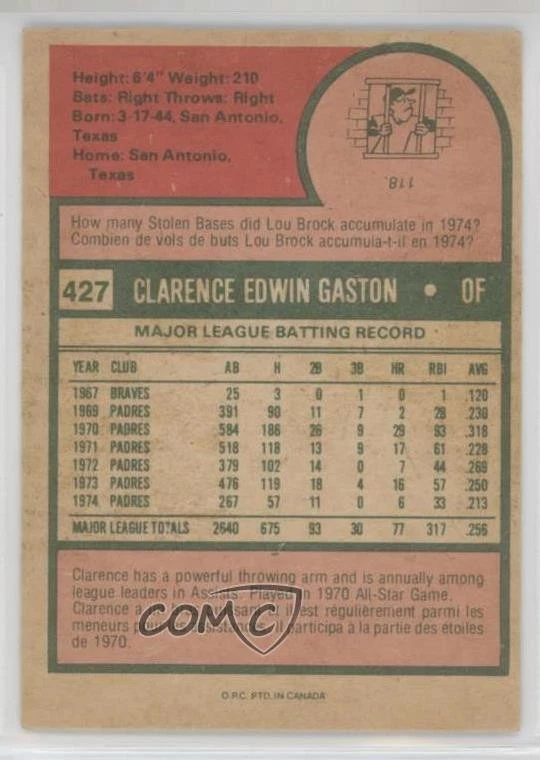 Height: 6'4" Weight: 210
Bats: Right Throws: Right
Born: 3-17-44, San Antonio,
Texas
Home: San Antonio,
Texas
118.
How many Stolen Bases did Lou Brock accumulate in 1974?
Combien de vols de buts Lou Brock accumula-t-il en 1974?
427 CLARENCE EDWIN GASTON • OF
MAJOR LEAGUE BATTING RECORD
YEAR CLUB AB H 2B 3B HR RBI AVG
1967 BRAVES 25 3 0 1 0 1 .120
1969 PADRES 391 90 11 7 2 28 .230
1970 PADRES 584 186 26 9 29 93 .318
1971 PADRES 518 118 13 9 17 61 .228
1972 PADRES 379 102 14 0 7 44 .269
1973 PADRES 476 119 18 4 16 57 .250
1974 PADRES 267 57 11 0 6 33 .213
MAJOR LEAGUE TOTALS 2640 675 93 30 77 317 .256
Clarence has a powerful throwing arm and is annually among
league leaders in Assists. Played in 1970 All-Star Game.
Clarence a et il est régulièrement parmi les
meneurs pour les assistances, il participa à la partie des étoiles
de 1970.
COMC
O.P.C. PTD. IN CANADA